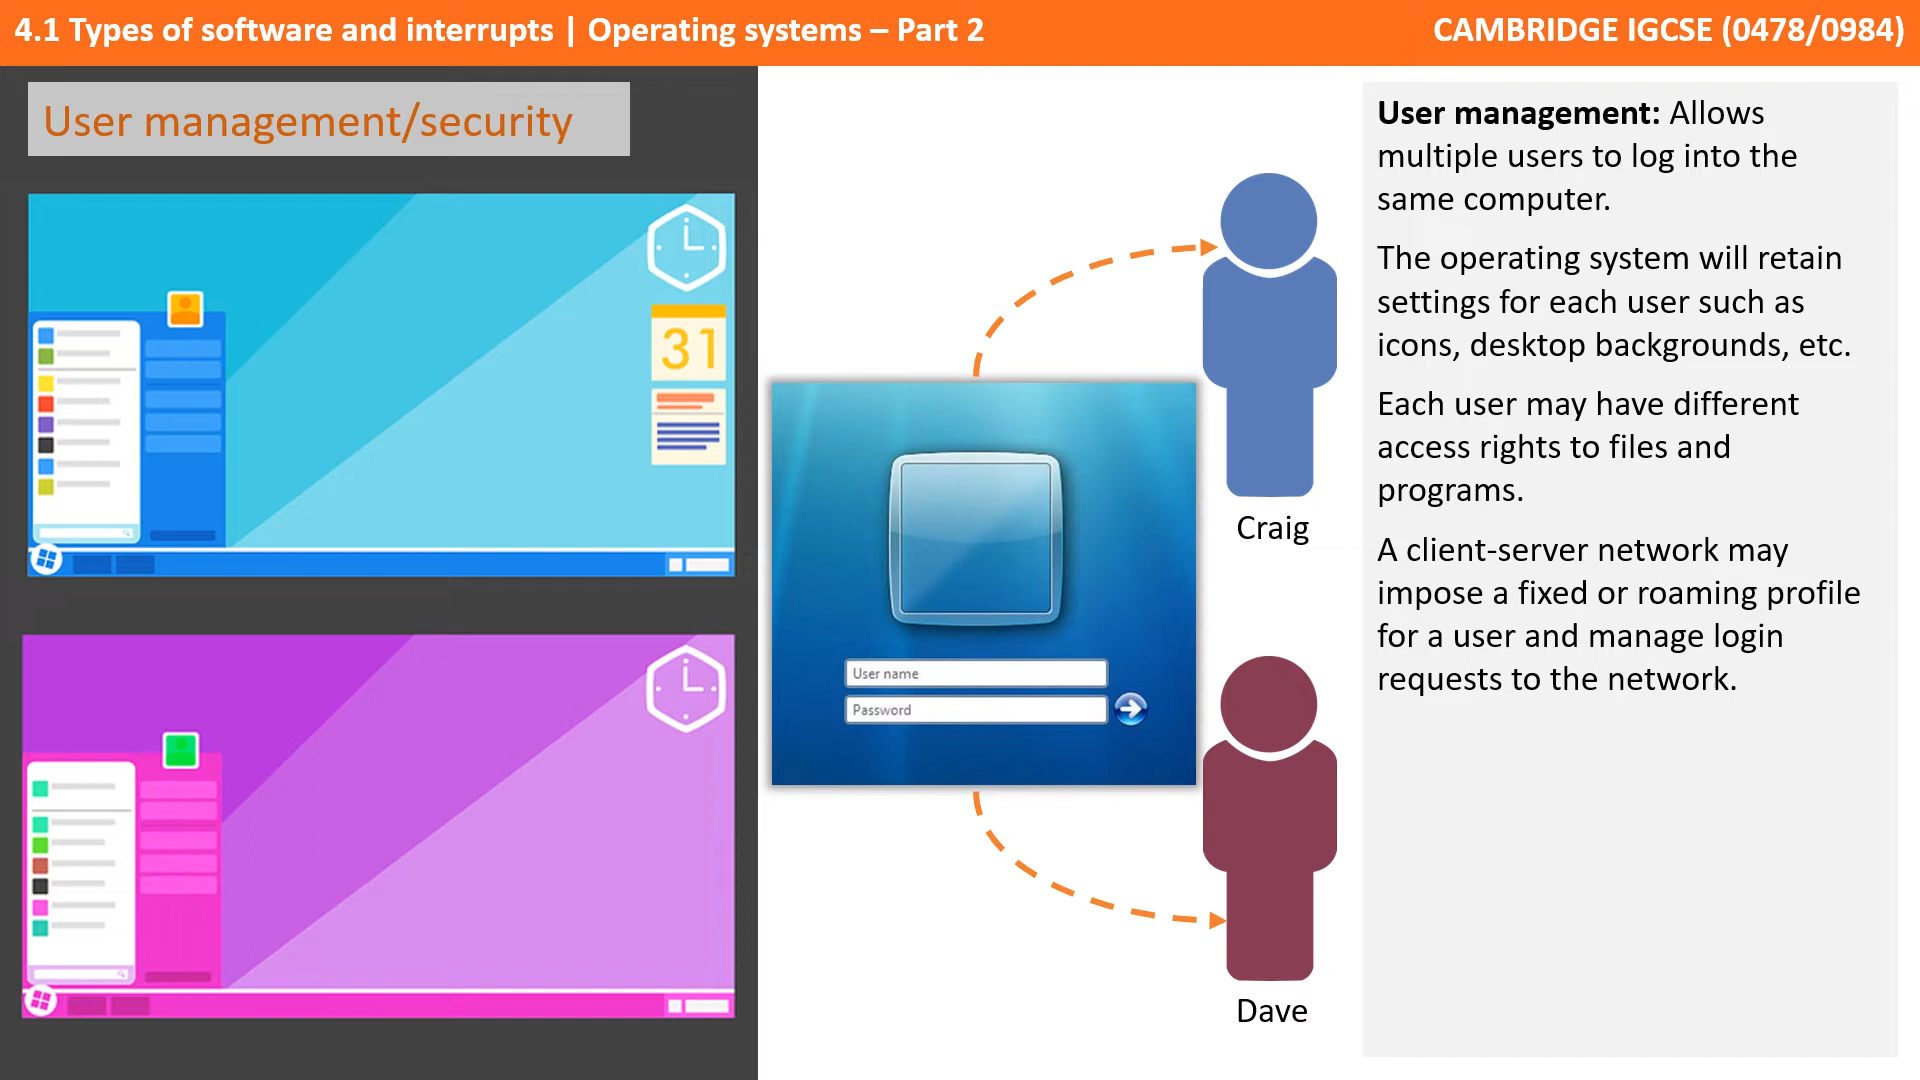 4.1 Types of software and interrupts | Operating systems – Part 2
CAMBRIDGE IGCSE (0478/0984)
User management/security
31
User name
Password
Craig
Dave
User management: Allows
multiple users to log into the
same computer.
The operating system will retain
settings for each user such as
icons, desktop backgrounds, etc.
Each user may have different
access rights to files and
programs.
A client-server network may
impose a fixed or roaming profile
for a user and manage login
requests to the network.